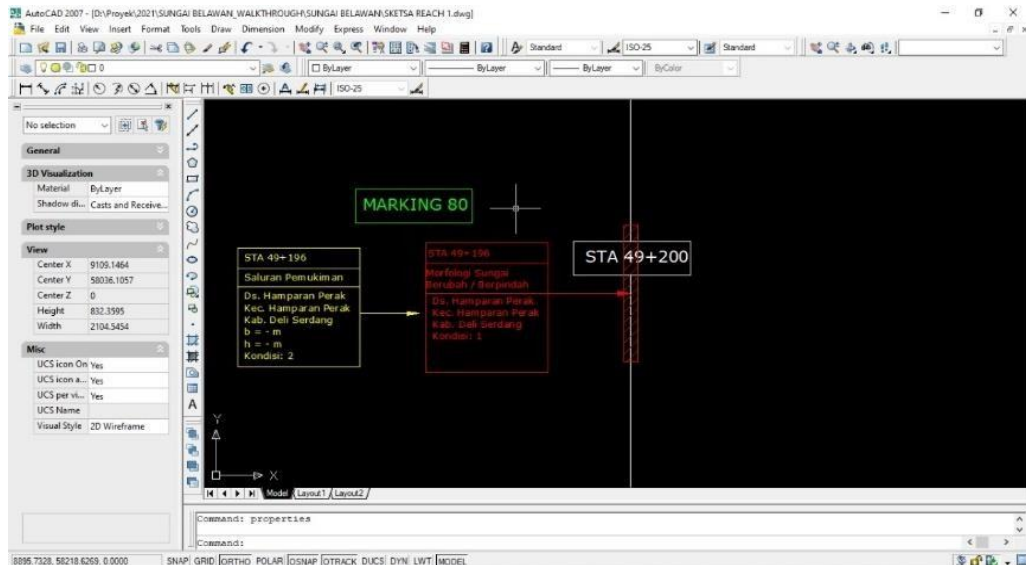 AutoCAD 2007 - [D:\Proyek\2021\SUNGAI BELAWAN_WALKTHROUGH\SUNGAI BELAWAN\SKETSA REACH 1.dwg]
File Edit View Insert Format Tools Draw Dimension Modify Express Window Help
Standard ISO-25 Standard
0 ByLayer ByLayer ByLayer ByColor
ISO-25
No selection
General
3D Visualization
Material ByLayer
Shadow di... Casts and Receive...
Plot style
View
Center X 9109.1464
Center Y 58036.1057
Center Z 0
Height 832.3595
Width 2104.5454
Misc
UCS icon On Yes
UCS icon a... Yes
UCS per vi... Yes
UCS Name
Visual Style 2D Wireframe
A
MARKING 80
STA 49+196
Saluran Pemukiman
Ds. Hamparan Perak
Kec. Hamparan Perak
Kab. Deli Serdang
b = - m
h = - m
Kondisi: 2
STA 49+196
Morfologi Sungai
Berubah / Berpindah
Ds. Hamparan Perak
Kec. Hamparan Perak
Kab. Deli Serdang
Kondisi: 1
STA 49+200
Y
X
Model Layout1 Layout2
Command: properties
Command:
8895.7328, 58218.6269, 0.0000 SNAP GRID ORTHO POLAR OSNAP OTRACK DUCS DYN LWT MODEL